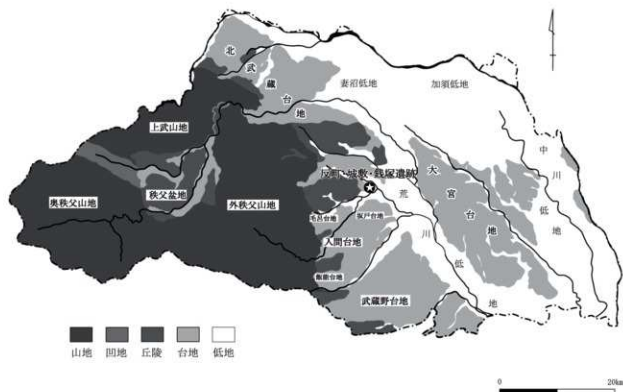 北武蔵台地
妻沼低地
加須低地
上武山地
中川低地
反町・城敷・銭塚遺跡
大宮台地
秩父盆地
奥秩父山地
外秩父山地
荒川低地
毛呂台地
坂戸台地
入間台地
飯能台地
武蔵野台地
山地
凹地
丘陵
台地
低地
0
20km